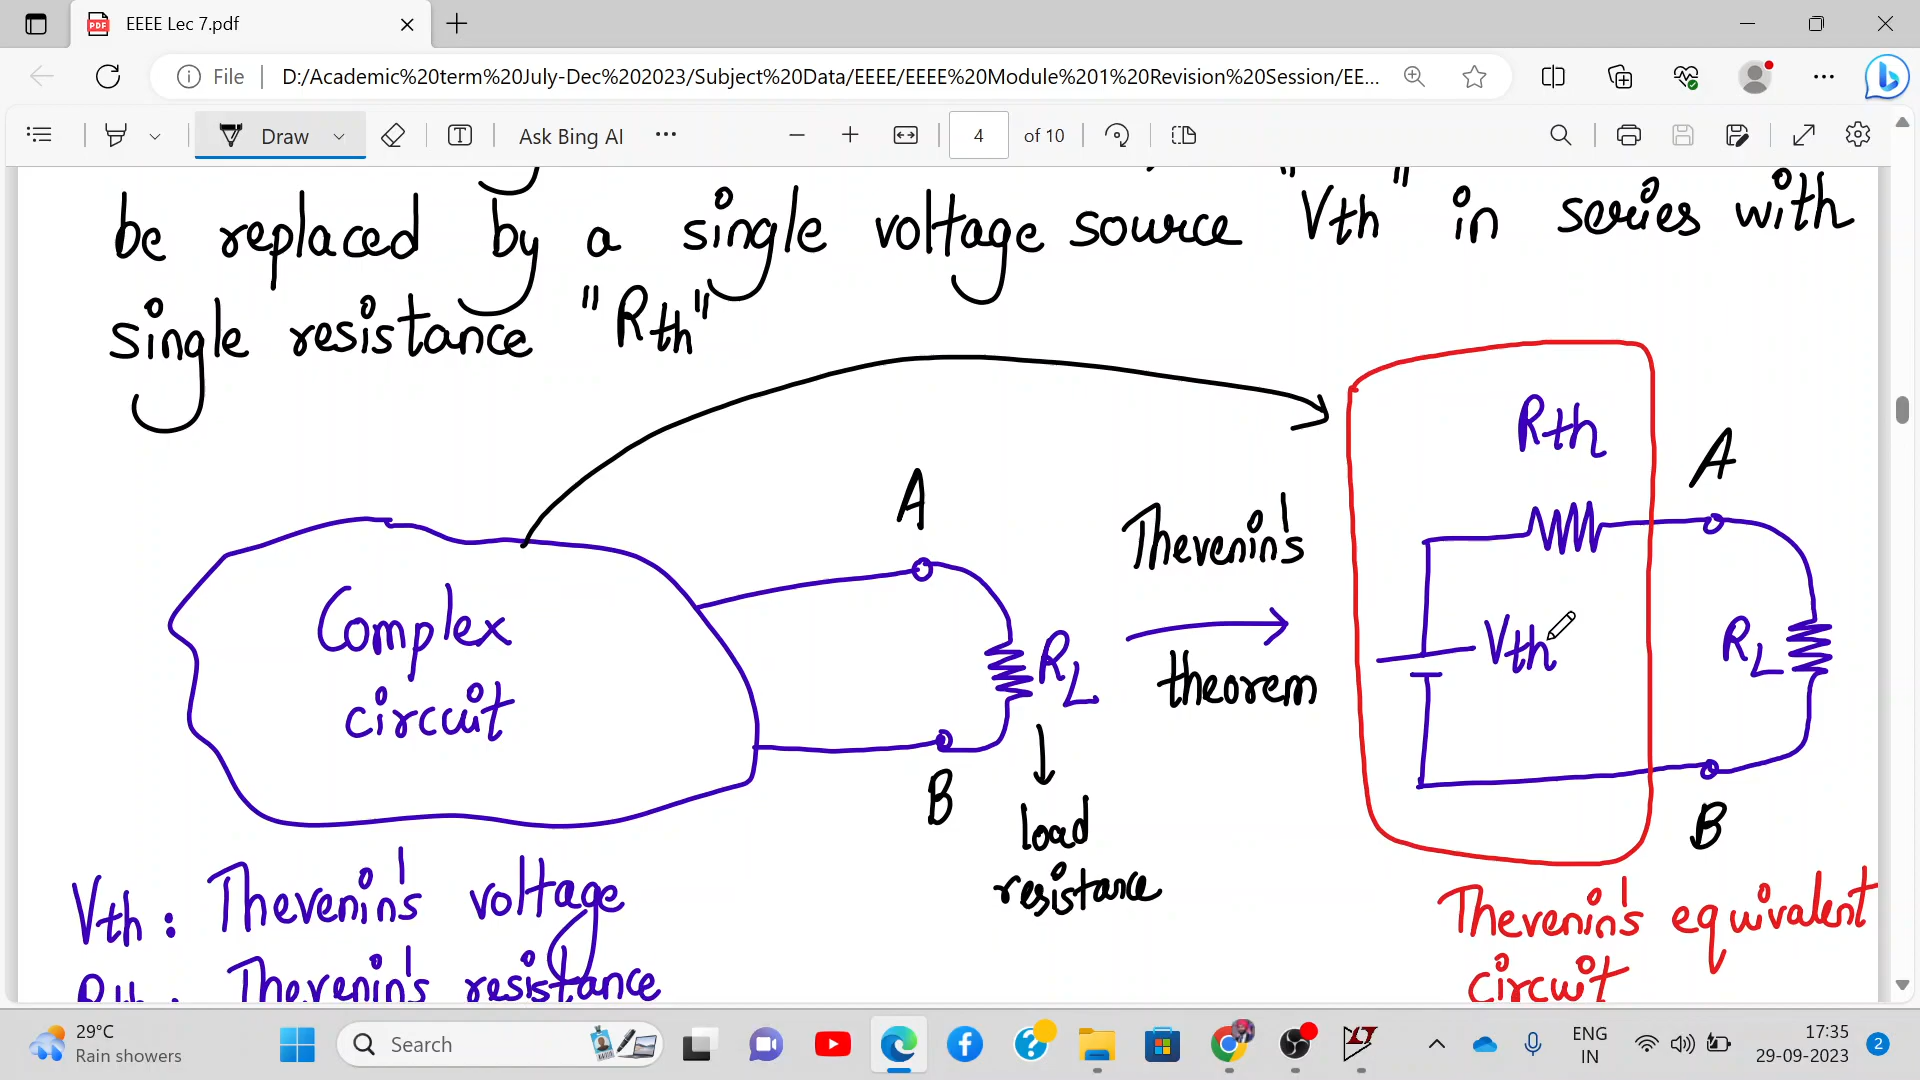 EEEE Lec 7.pdf
File
D:/Academic%20term%20July-Dec%202023/Subject%20Data/EEEE/EEEE%20Module%201%20Revision%20Session/EE...
Draw
Ask Bing AI
4 of 10
be replaced by a single voltage source "Vth" in series with
single resistance "Rth"
Complex
circuit
A
B
RL
load
resistance
Thevenin's
theorem
Rth
Vth
A
B
RL
Thevenin's equivalent
circuit
Vth : Thevenin's voltage
Rth : Thevenin's resistance
29°C
Rain showers
Search
ENG
IN
17:35
29-09-2023
2